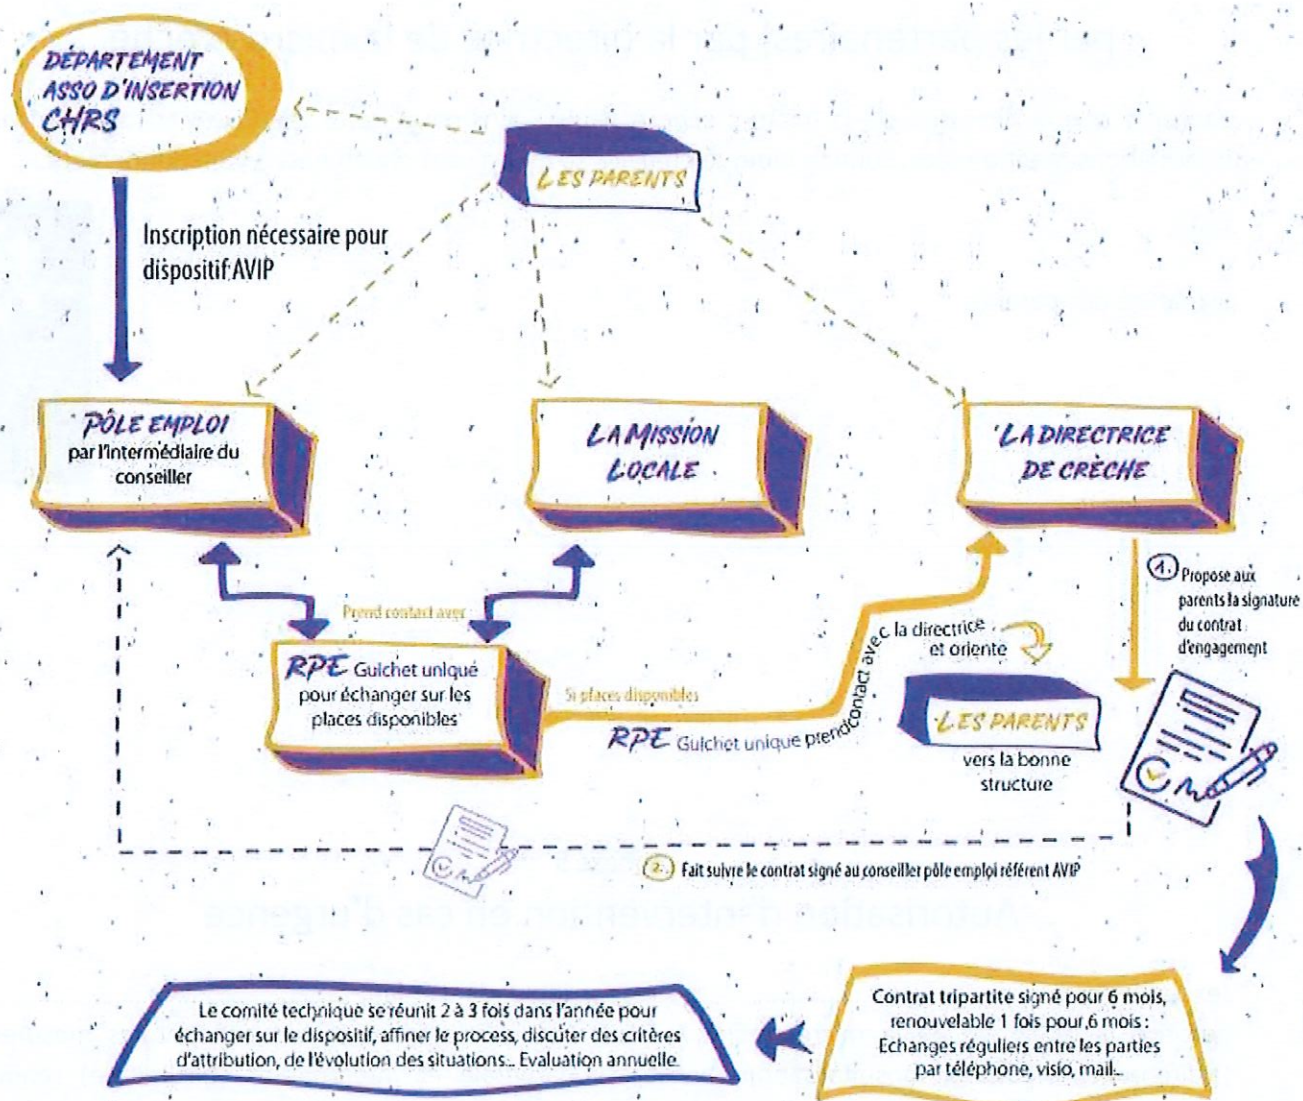 DÉPARTEMENT
ASSO D'INSERTION
CHRS
LES PARENTS
Inscription nécessaire pour
dispositif AVIP
PÔLE EMPLOI
par l'intermédiaire du
conseiller
LA MISSION
LOCALE
LA DIRECTRICE
DE CRÈCHE
Prend contact avec
RPE Guichet unique
pour échanger sur les
places disponibles
Si places disponibles
RPE Guichet unique prend contact avec la directrice
et oriente
LES PARENTS
vers la bonne
structure
1. Propose aux
parents la signature
du contrat
d'engagement
2. Fait suivre le contrat signé au conseiller pôle emploi référent AVIP
Autorisation d'intervention en cas d'urgence
Le comité technique se réunit 2 à 3 fois dans l'année pour
échanger sur le dispositif, affiner le process, discuter des critères
d'attribution, de l'évolution des situations... Evaluation annuelle.
Contrat tripartite signé pour 6 mois,
renouvelable 1 fois pour 6 mois :
Échanges réguliers entre les parties
par téléphone, visio, mail...